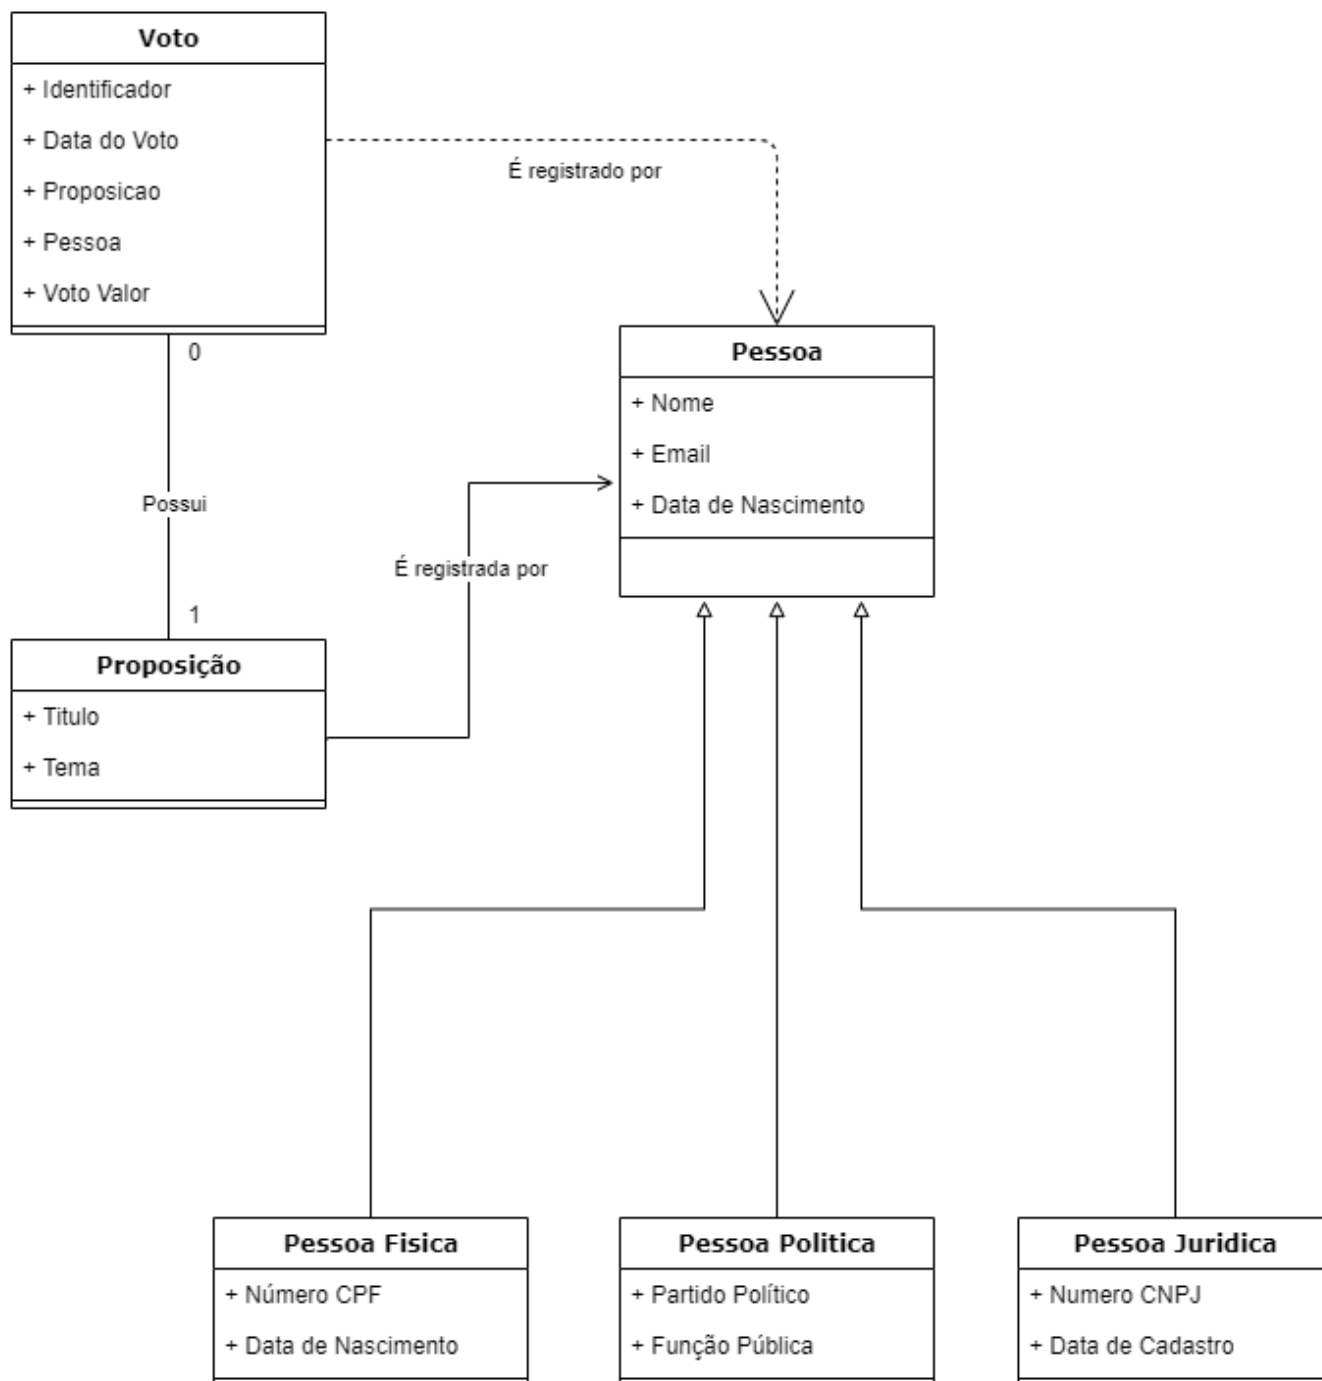 Voto
+ Identificador
+ Data do Voto
+ Proposicao
+ Pessoa
+ Voto Valor
É registrado por
0
Pessoa
+ Nome
+ Email
+ Data de Nascimento
Possui
É registrada por
1
Proposição
+ Titulo
+ Tema
Pessoa Fisica
+ Número CPF
+ Data de Nascimento
Pessoa Politica
+ Partido Político
+ Função Pública
Pessoa Juridica
+ Numero CNPJ
+ Data de Cadastro